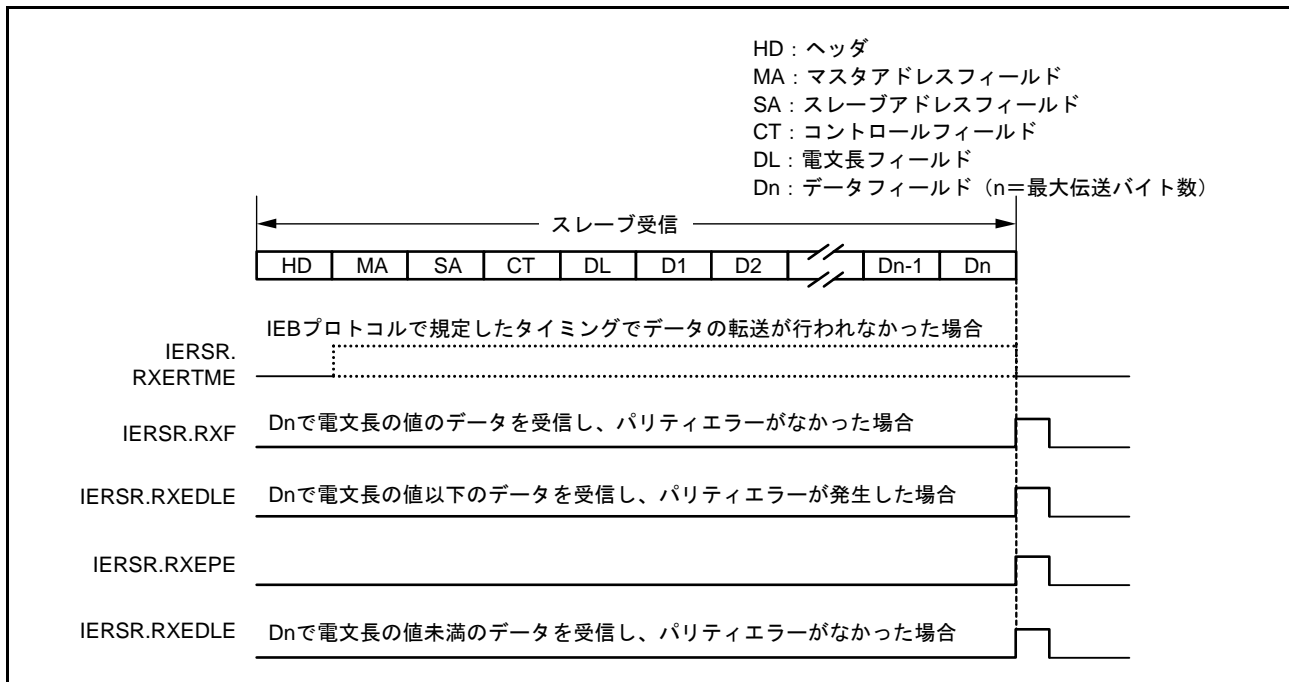 HD：ヘッダ
MA：マスタアドレスフィールド
SA：スレーブアドレスフィールド
CT：コントロールフィールド
DL：電文長フィールド
Dn：データフィールド（n＝最大伝送バイト数）
スレーブ受信
HD MA SA CT DL D1 D2 Dn-1 Dn
IEBプロトコルで規定したタイミングでデータの転送が行われなかった場合
IERSR.
RXERTME
Dnで電文長の値のデータを受信し、パリティエラーがなかった場合
IERSR.RXF
IERSR.RXEDLE Dnで電文長の値以下のデータを受信し、パリティエラーが発生した場合
IERSR.RXEPE
IERSR.RXEDLE Dnで電文長の値未満のデータを受信し、パリティエラーがなかった場合